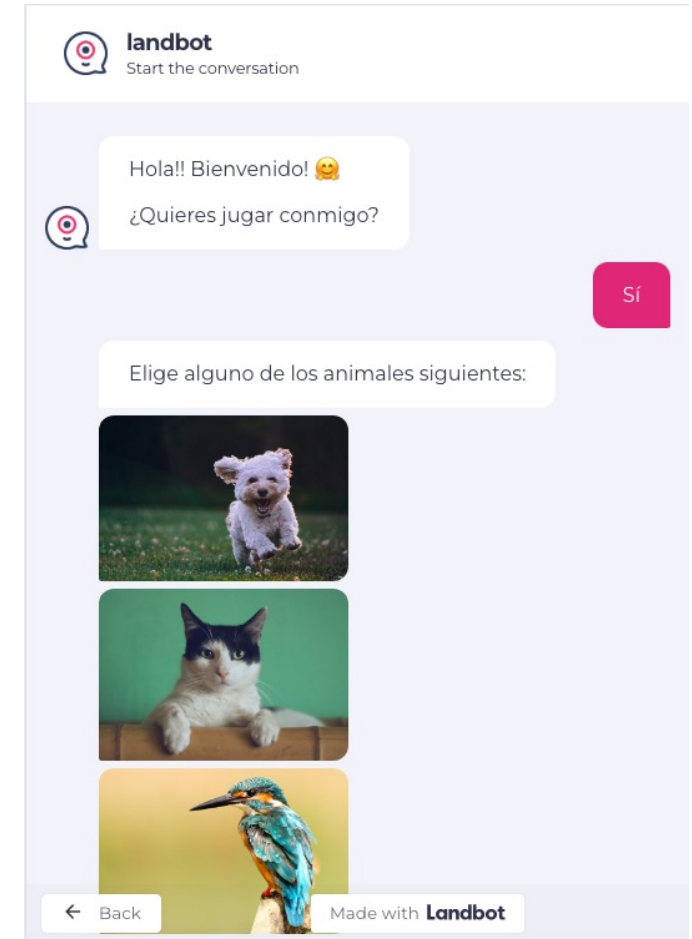 landbot
Start the conversation
Hola!! Bienvenido! 🤗
¿Quieres jugar conmigo?
Sí
Elige alguno de los animales siguientes:
← Back
Made with Landbot